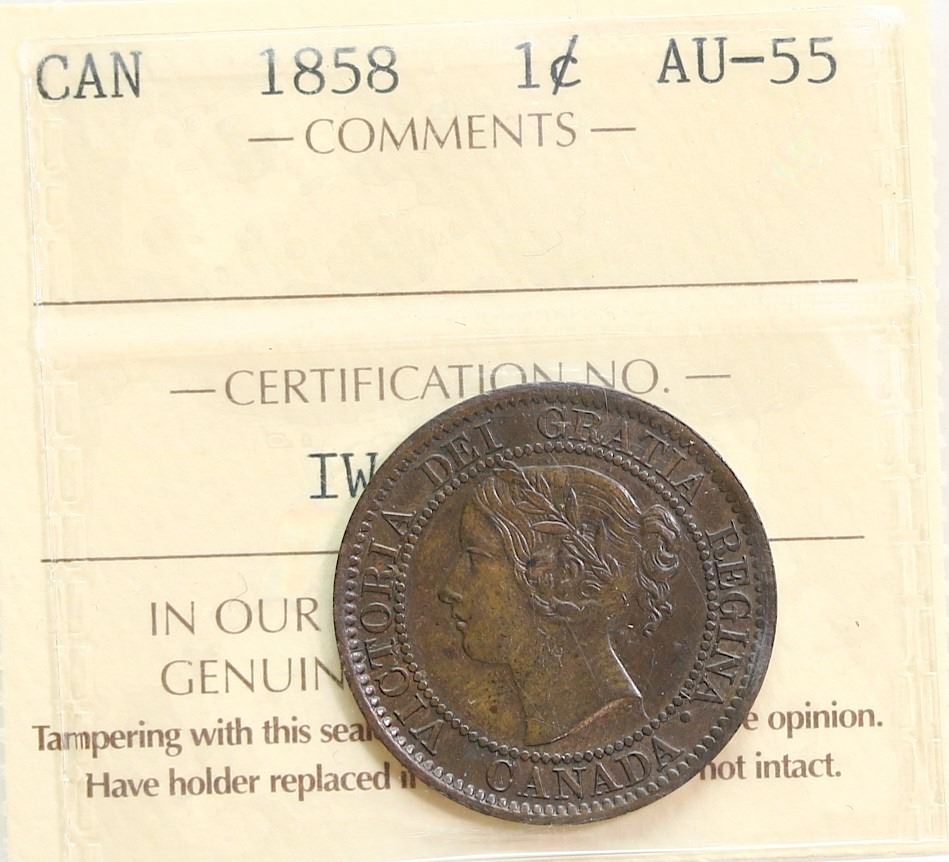 CAN 1858 1¢ AU-55
— COMMENTS —
— CERTIFICATION NO. —
IW
IN OUR
GENUIN
Tampering with this sea e opinion.
Have holder replaced i not intact.
VICTORIA DEI GRATIA REGINA.
CANADA